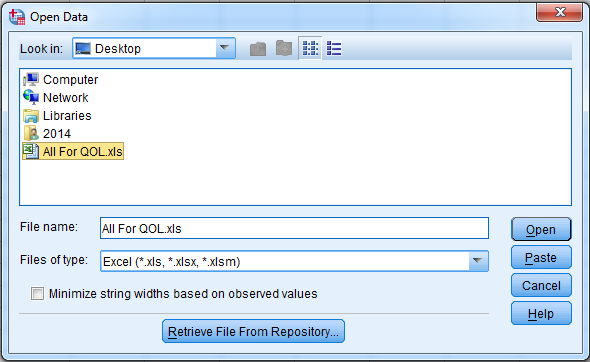 Open Data
Look in: Desktop
Computer
Network
Libraries
2014
All For QOL.xls
File name: All For QOL.xls Open
Files of type: Excel (*.xls, *.xlsx, *.xlsm) Paste
Minimize string widths based on observed values Cancel
Help
Retrieve File From Repository...